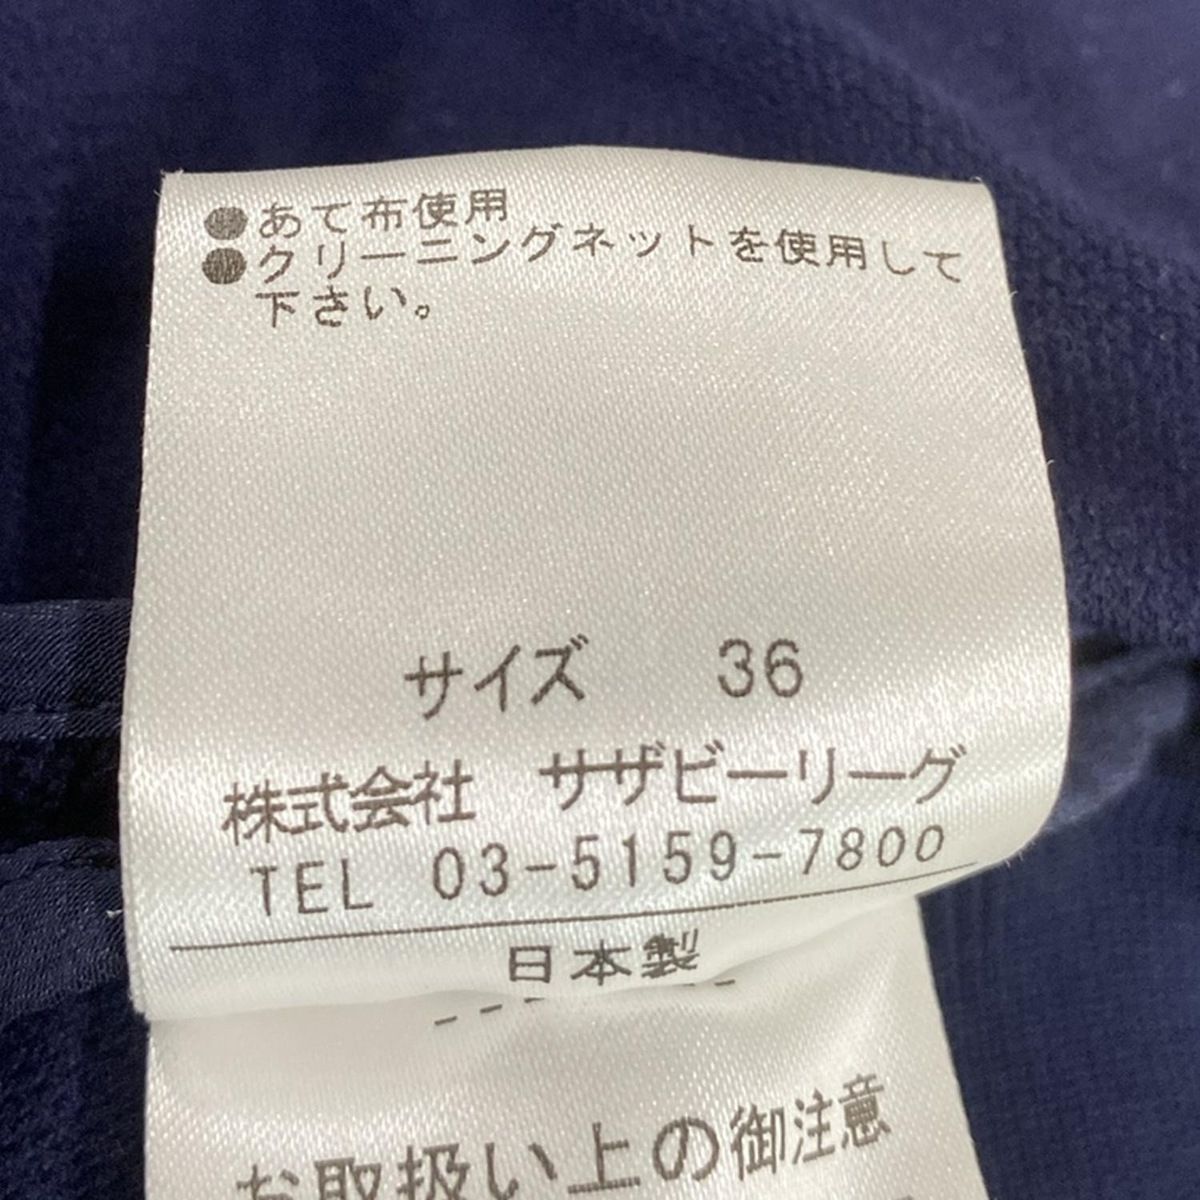 ●あて布使用
●クリーニングネットを使用して
下さい。
サイズ 36
株式会社 サザビーリーグ
TEL 03-5159-7800
日本製
お取扱い上の御注意